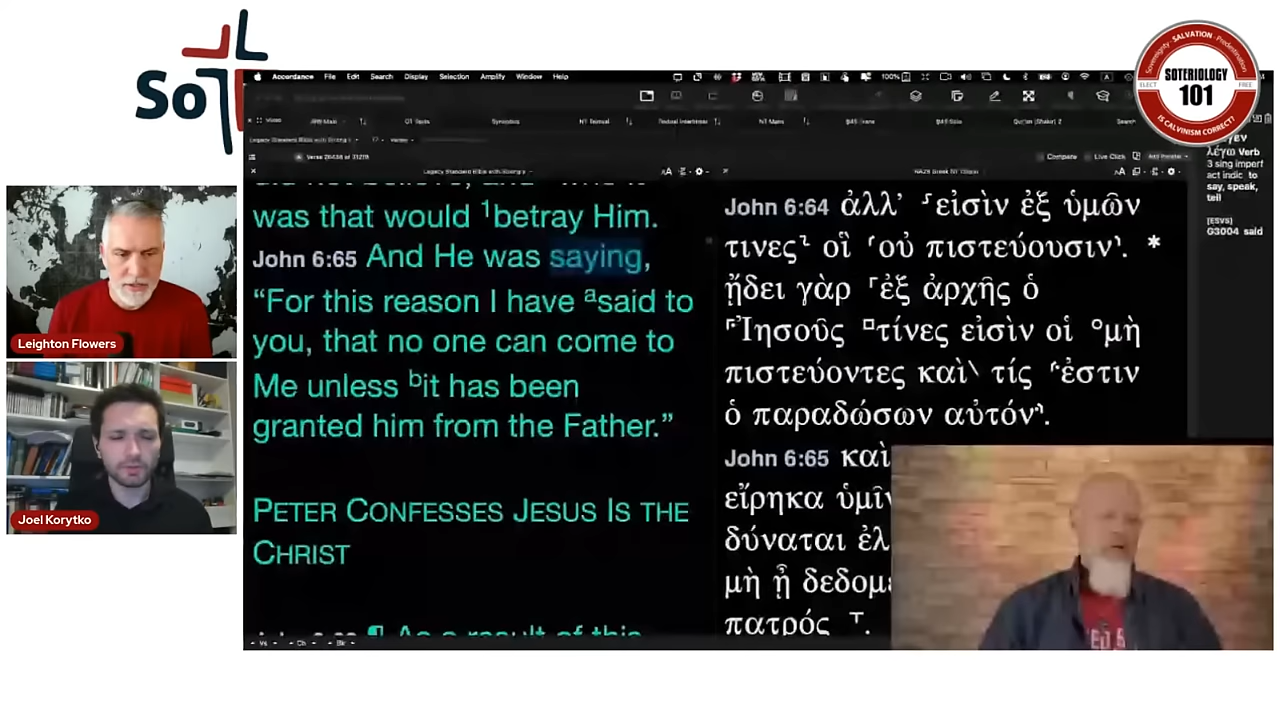 So
SALVATION
SOTERIOLOGY
101
IS CALVINISM CORRECT?
ELECT
FREE
Accordance File Edit Search Display Selection Amplify Window Help
100%
Compare Live Click
was that would ¹betray Him.
John 6:65 And He was saying,
“For this reason I have ᵃsaid to
you, that no one can come to
Me unless ᵇit has been
granted him from the Father.”
PETER CONFESSES JESUS IS THE
CHRIST
John 6:64 ἀλλ’ ⸂εἰσὶν ἐξ ὑμῶν
τινες⸃ οἳ ⸄οὐ πιστεύουσιν⸅. *
ᾔδει γὰρ ⸀ἐξ ἀρχῆς ὁ
⸁Ἰησοῦς ⸋τίνες εἰσὶν οἱ ⸰μὴ
πιστεύοντες καὶ⸌ τίς ⸄ἐστιν
ὁ παραδώσων αὐτόν⸅.
John 6:65 καὶ
εἴρηκα ὑμῖν
δύναται ἐλ
μὴ ᾖ δεδομέ
πατρός ⸆.
λέγω Verb
3 sing imperf
act indic to
say, speak,
tell
[ESVS]
G3004 said
Leighton Flowers
Joel Korytko